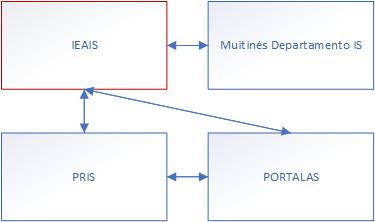 IEAIS
Muitinės Departamento IS
PRIS
PORTALAS